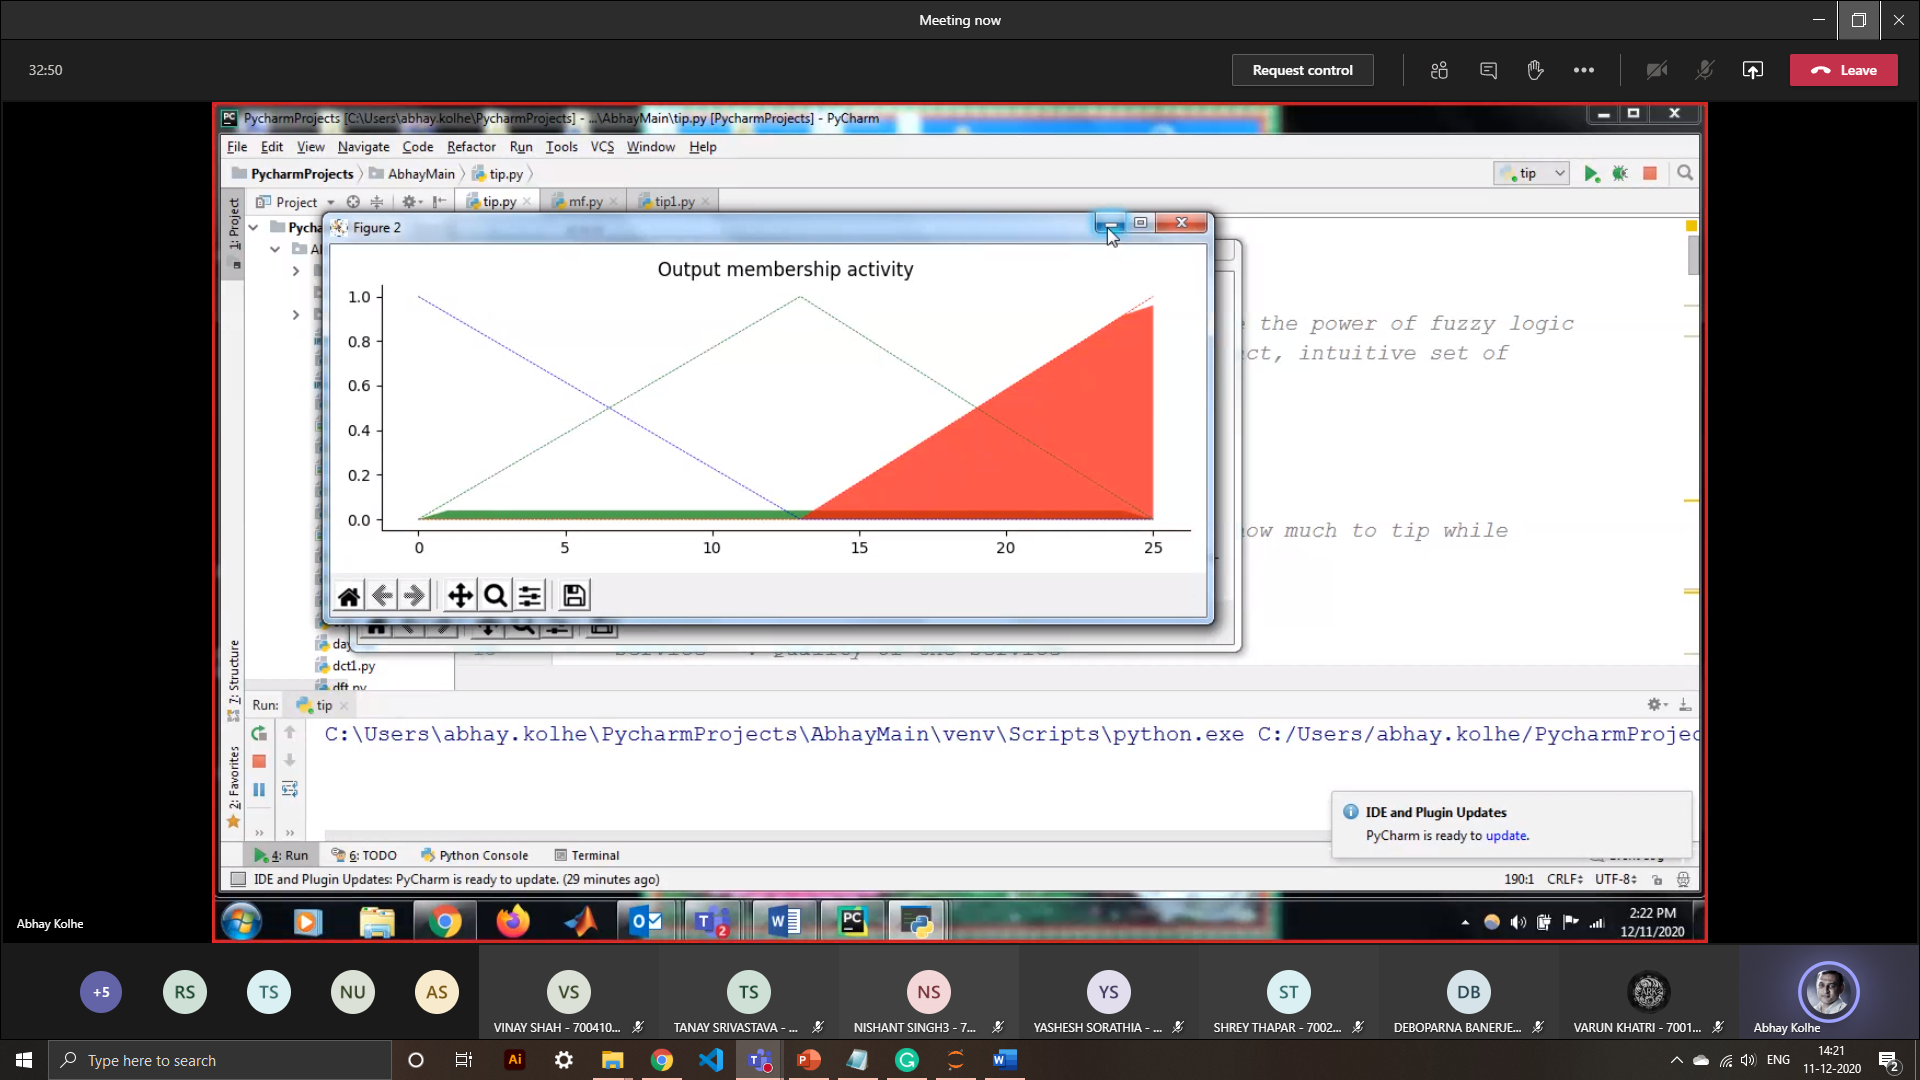 Meeting now
32:50
Request control
Leave
PycharmProjects [C:\Users\abhay.kolhe\PycharmProjects] - ...\AbhayMain\tip.py [PycharmProjects] - PyCharm
File Edit View Navigate Code Refactor Run Tools VCS Window Help
PycharmProjects AbhayMain tip.py
tip
Project
tip.py mf.py tip1.py
1: Project
Figure 2
Output membership activity
1.0
0.8
0.6
0.4
0.2
0.0
0 5 10 15 20 25
the power of fuzzy logic
intuitive set of
much to tip while
dct1.py
dft.py
7: Structure
2: Favorites
Run: tip
C:\Users\abhay.kolhe\PycharmProjects\AbhayMain\venv\Scripts\python.exe C:/Users/abhay.kolhe/PycharmProjec
IDE and Plugin Updates
PyCharm is ready to update.
4: Run 6: TODO Python Console Terminal
IDE and Plugin Updates: PyCharm is ready to update. (29 minutes ago)
190:1 CRLF UTF-8
Abhay Kolhe
2
2:22 PM
12/11/2020
+5 RS TS NU AS VS TS NS YS ST DB
VINAY SHAH - 700410... TANAY SRIVASTAVA - ... NISHANT SINGH3 - 7... YASHESH SORATHIA - ... SHREY THAPAR - 7002... DEBOPARNA BANERJE... VARUN KHATRI - 7001... Abhay Kolhe
Type here to search
ENG
14:21
11-12-2020
2